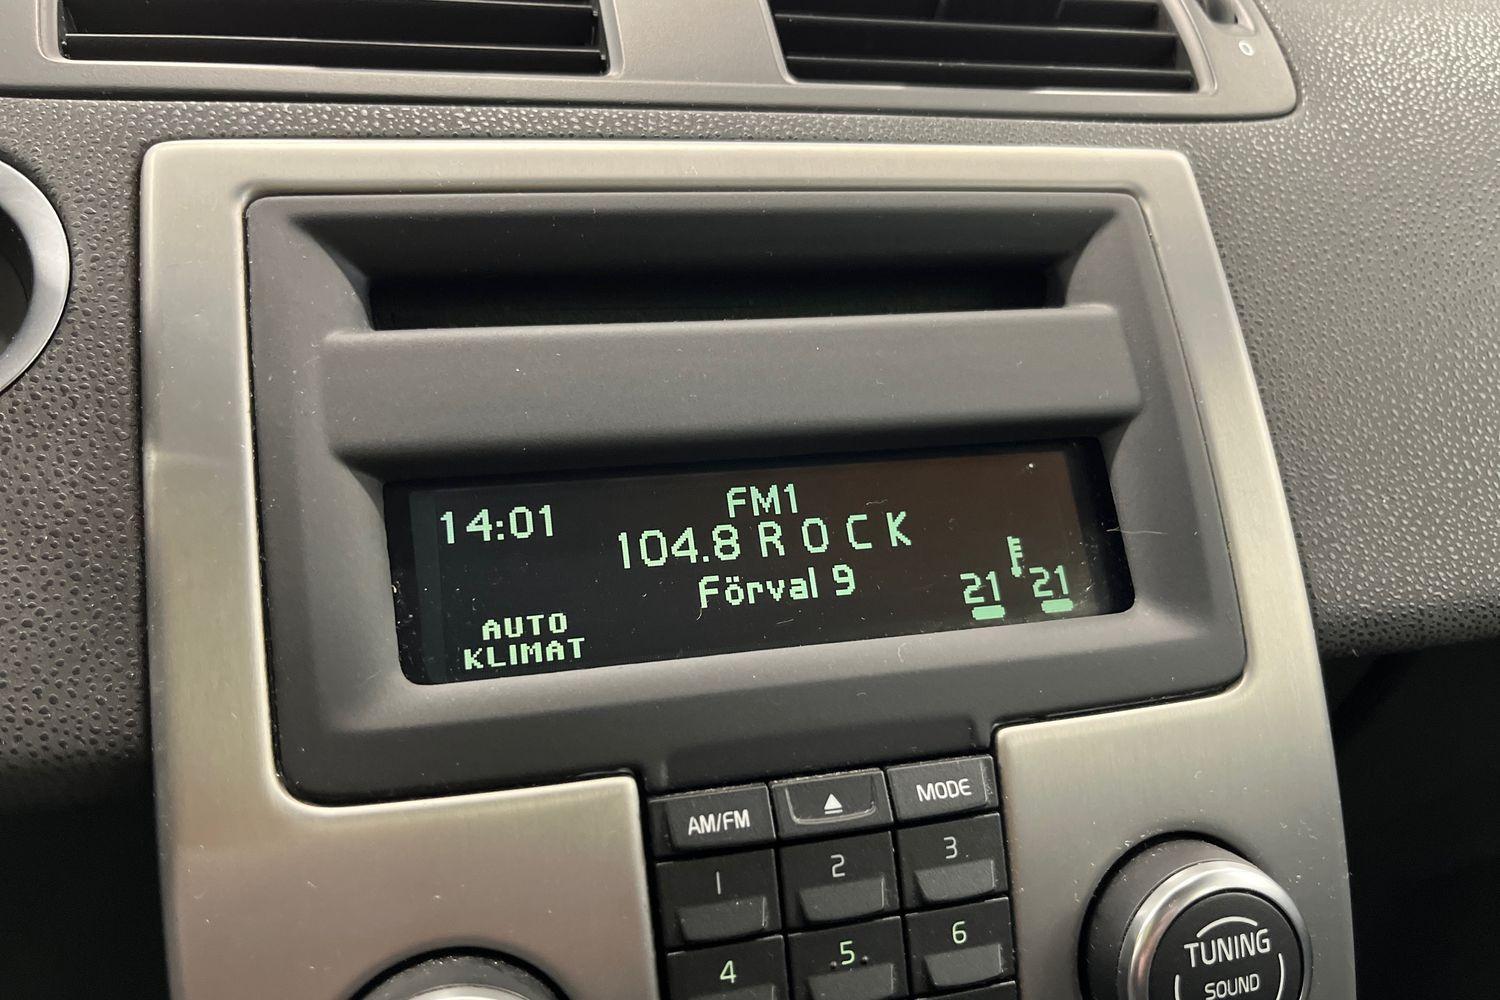 14:01
FM1
104.8 R O C K
Förval 9
AUTO
KLIMAT
21 21
AM/FM
MODE
1 2 3
4 5 6
TUNING
SOUND
0